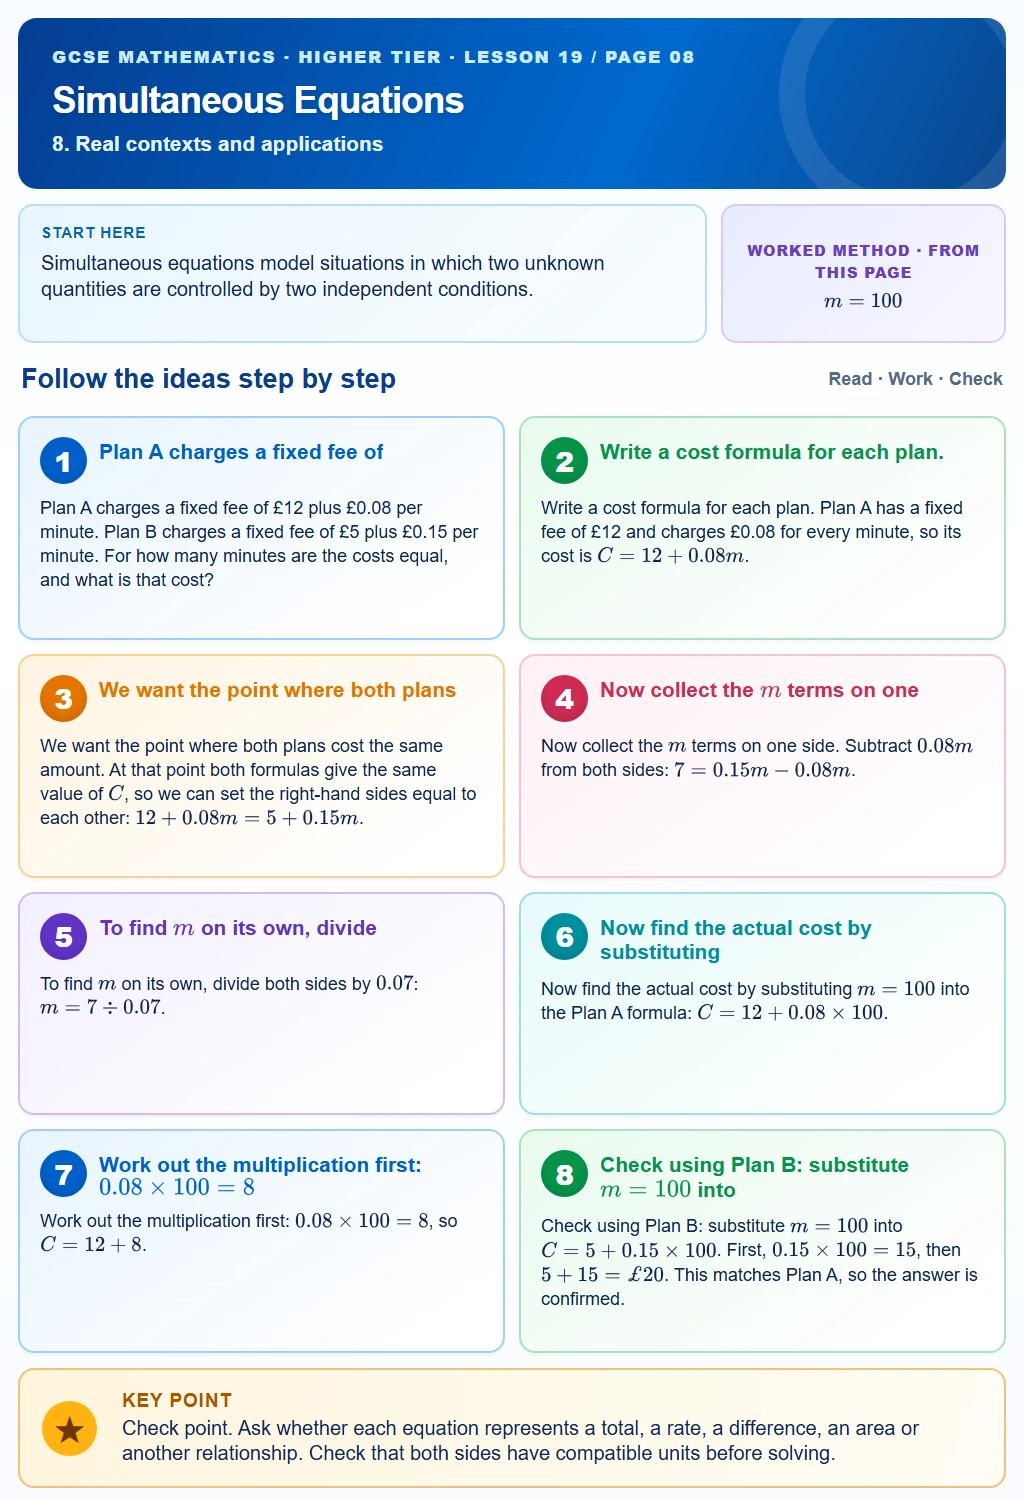 GCSE MATHEMATICS · HIGHER TIER · LESSON 19 / PAGE 08
Simultaneous Equations
8. Real contexts and applications
START HERE
Simultaneous equations model situations in which two unknown
quantities are controlled by two independent conditions.
WORKED METHOD · FROM
THIS PAGE
m = 100
Follow the ideas step by step
Read · Work · Check
1
Plan A charges a fixed fee of
Plan A charges a fixed fee of £12 plus £0.08 per
minute. Plan B charges a fixed fee of £5 plus £0.15 per
minute. For how many minutes are the costs equal,
and what is that cost?
2
Write a cost formula for each plan.
Write a cost formula for each plan. Plan A has a fixed
fee of £12 and charges £0.08 for every minute, so its
cost is C = 12 + 0.08m.
3
We want the point where both plans
We want the point where both plans cost the same
amount. At that point both formulas give the same
value of C, so we can set the right-hand sides equal to
each other: 12 + 0.08m = 5 + 0.15m.
4
Now collect the m terms on one
Now collect the m terms on one side. Subtract 0.08m
from both sides: 7 = 0.15m − 0.08m.
5
To find m on its own, divide
To find m on its own, divide both sides by 0.07:
m = 7 ÷ 0.07.
6
Now find the actual cost by
substituting
Now find the actual cost by substituting m = 100 into
the Plan A formula: C = 12 + 0.08 × 100.
7
Work out the multiplication first:
0.08 × 100 = 8
Work out the multiplication first: 0.08 × 100 = 8, so
C = 12 + 8.
8
Check using Plan B: substitute
m = 100 into
Check using Plan B: substitute m = 100 into
C = 5 + 0.15 × 100. First, 0.15 × 100 = 15, then
5 + 15 = £20. This matches Plan A, so the answer is
confirmed.
KEY POINT
Check point. Ask whether each equation represents a total, a rate, a difference, an area or
another relationship. Check that both sides have compatible units before solving.